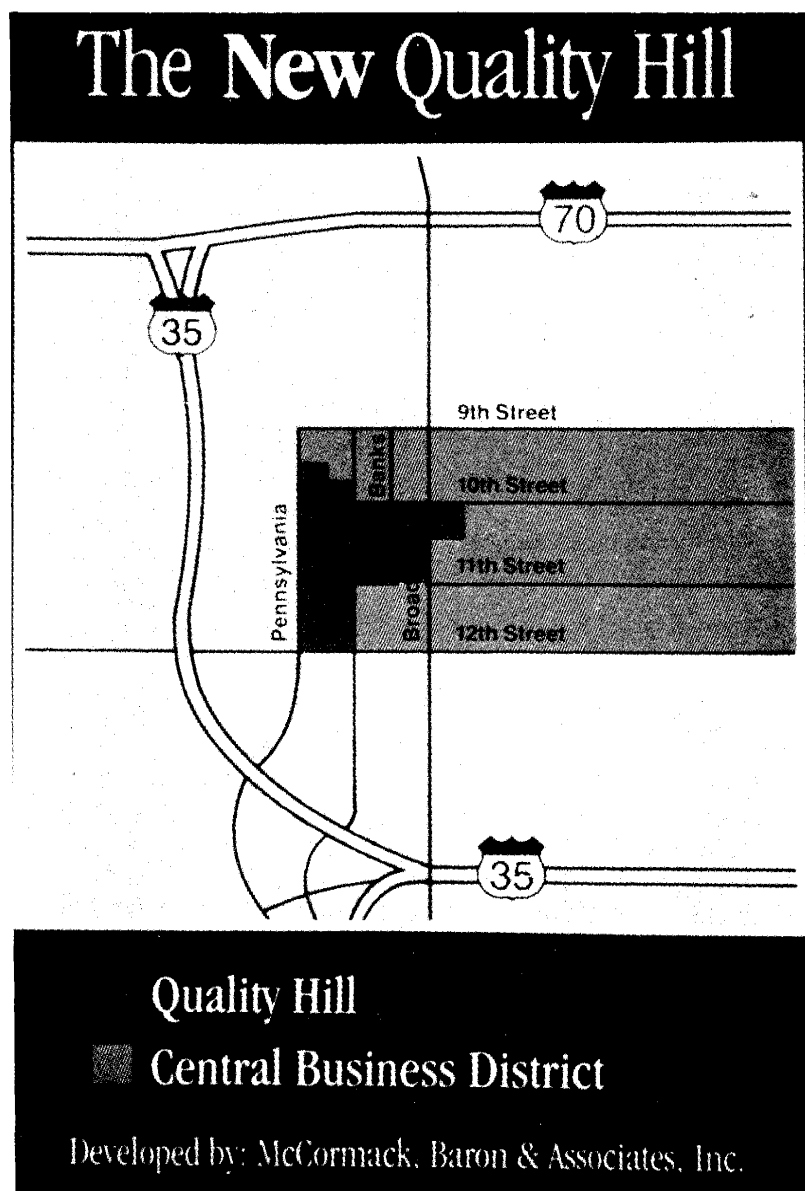 The New Quality Hill
70
35
9th Street
Banks
10th Street
Pennsylvania
11th Street
Broad
12th Street
35
Quality Hill
Central Business District
Developed by: McCormack, Baron & Associates, Inc.